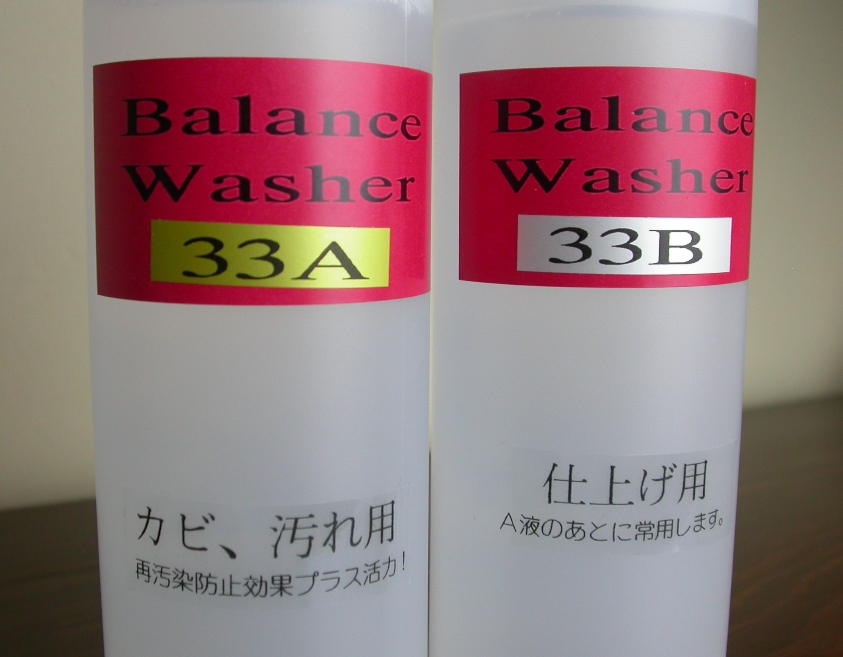 Balance
Washer
33A
カビ、汚れ用
再汚染防止効果プラス活力！
Balance
Washer
33B
仕上げ用
A液のあとに常用します。